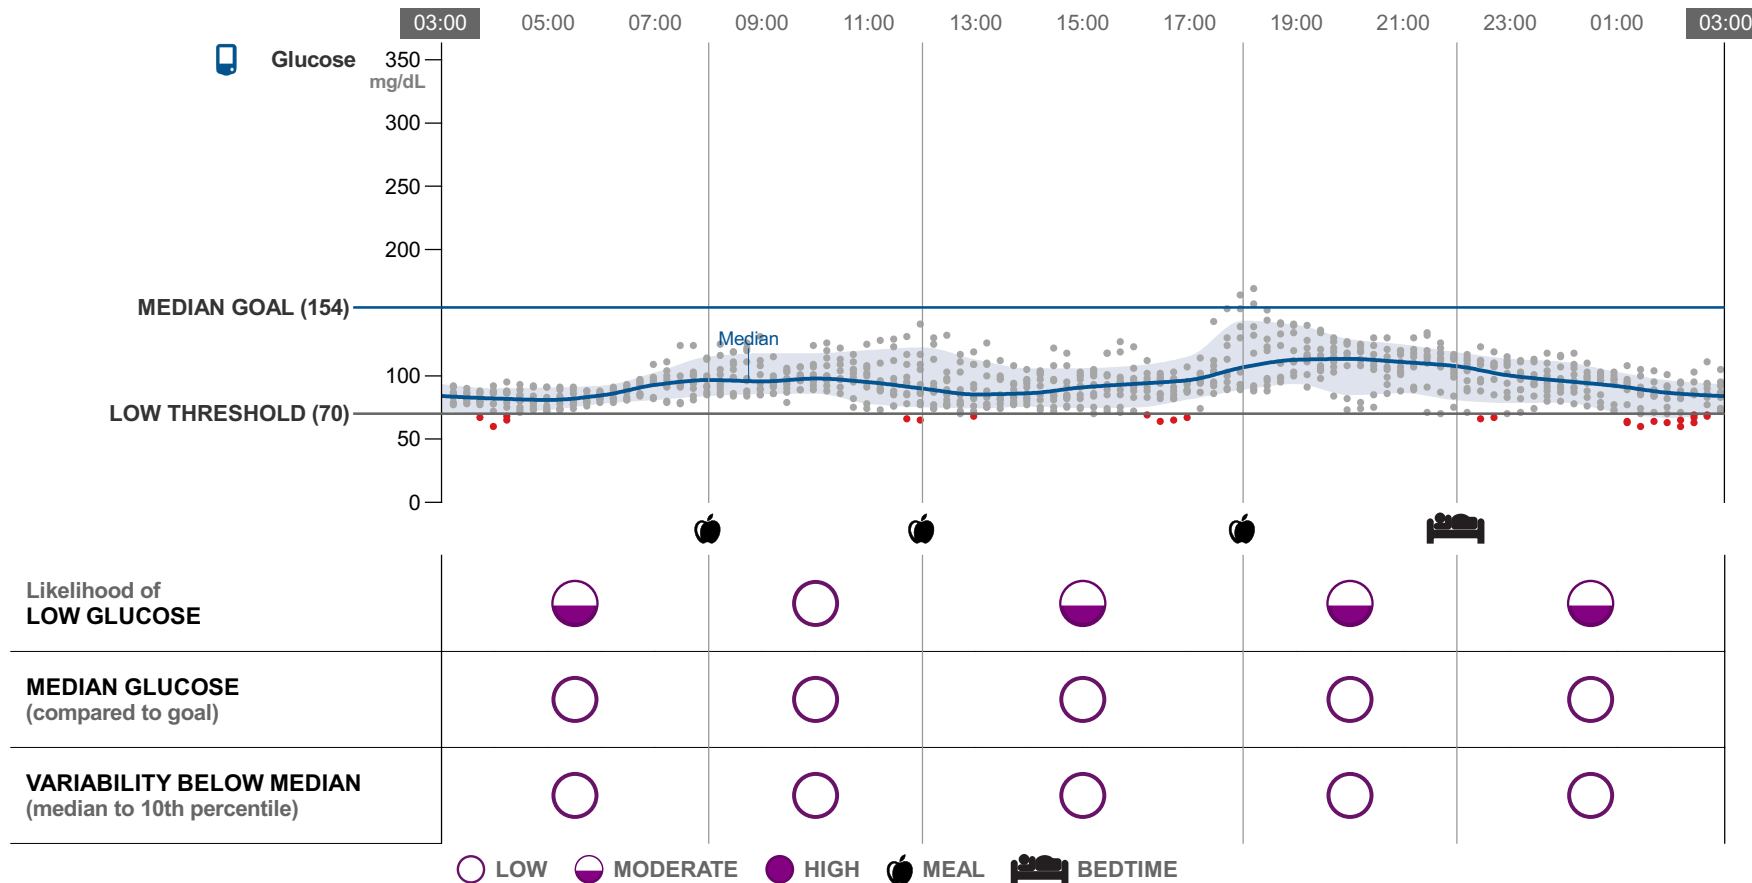 03:00 05:00 07:00 09:00 11:00 13:00 15:00 17:00 19:00 21:00 23:00 01:00 03:00
Glucose 350
mg/dL
300
250
200
MEDIAN GOAL (154)
Median
100
LOW THRESHOLD (70)
50
0
Likelihood of
LOW GLUCOSE
MEDIAN GLUCOSE
(compared to goal)
VARIABILITY BELOW MEDIAN
(median to 10th percentile)
LOW MODERATE HIGH MEAL BEDTIME